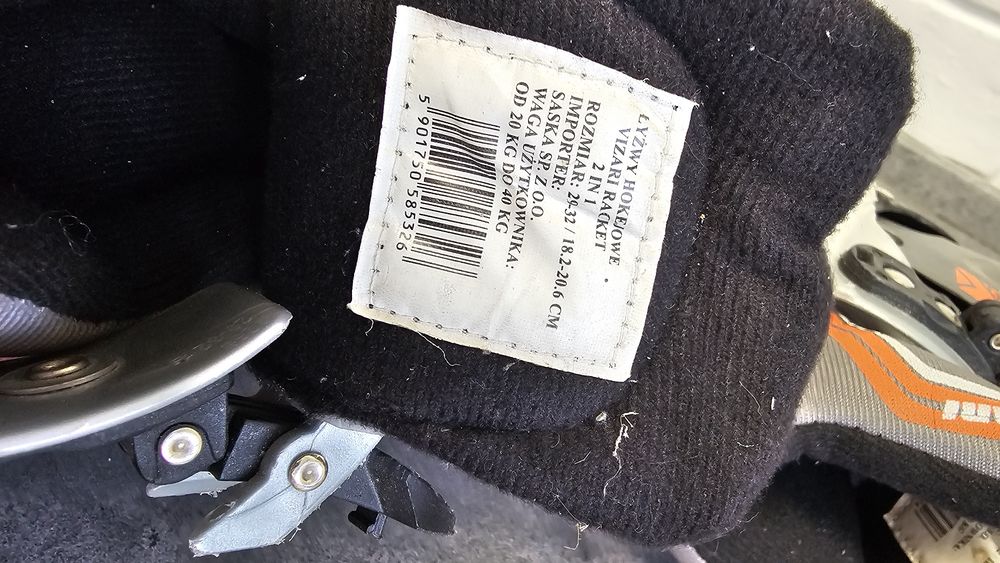 ŁYŻWY HOKEJOWE
VIZARI RACKET
2 IN 1
ROZMIAR: 29-32 / 18.2-20.6 CM
IMPORTER:
SASKA SP. Z O.O.
WAGA UŻYTKOWNIKA:
OD 20 KG DO 40 KG
5 901750 585326